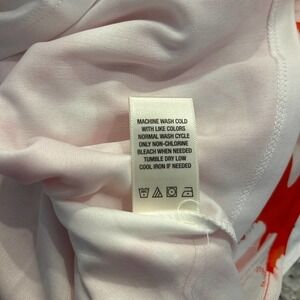 MACHINE WASH COLD
WITH LIKE COLORS
NORMAL WASH CYCLE
ONLY NON-CHLORINE
BLEACH WHEN NEEDED
TUMBLE DRY LOW
COOL IRON IF NEEDED